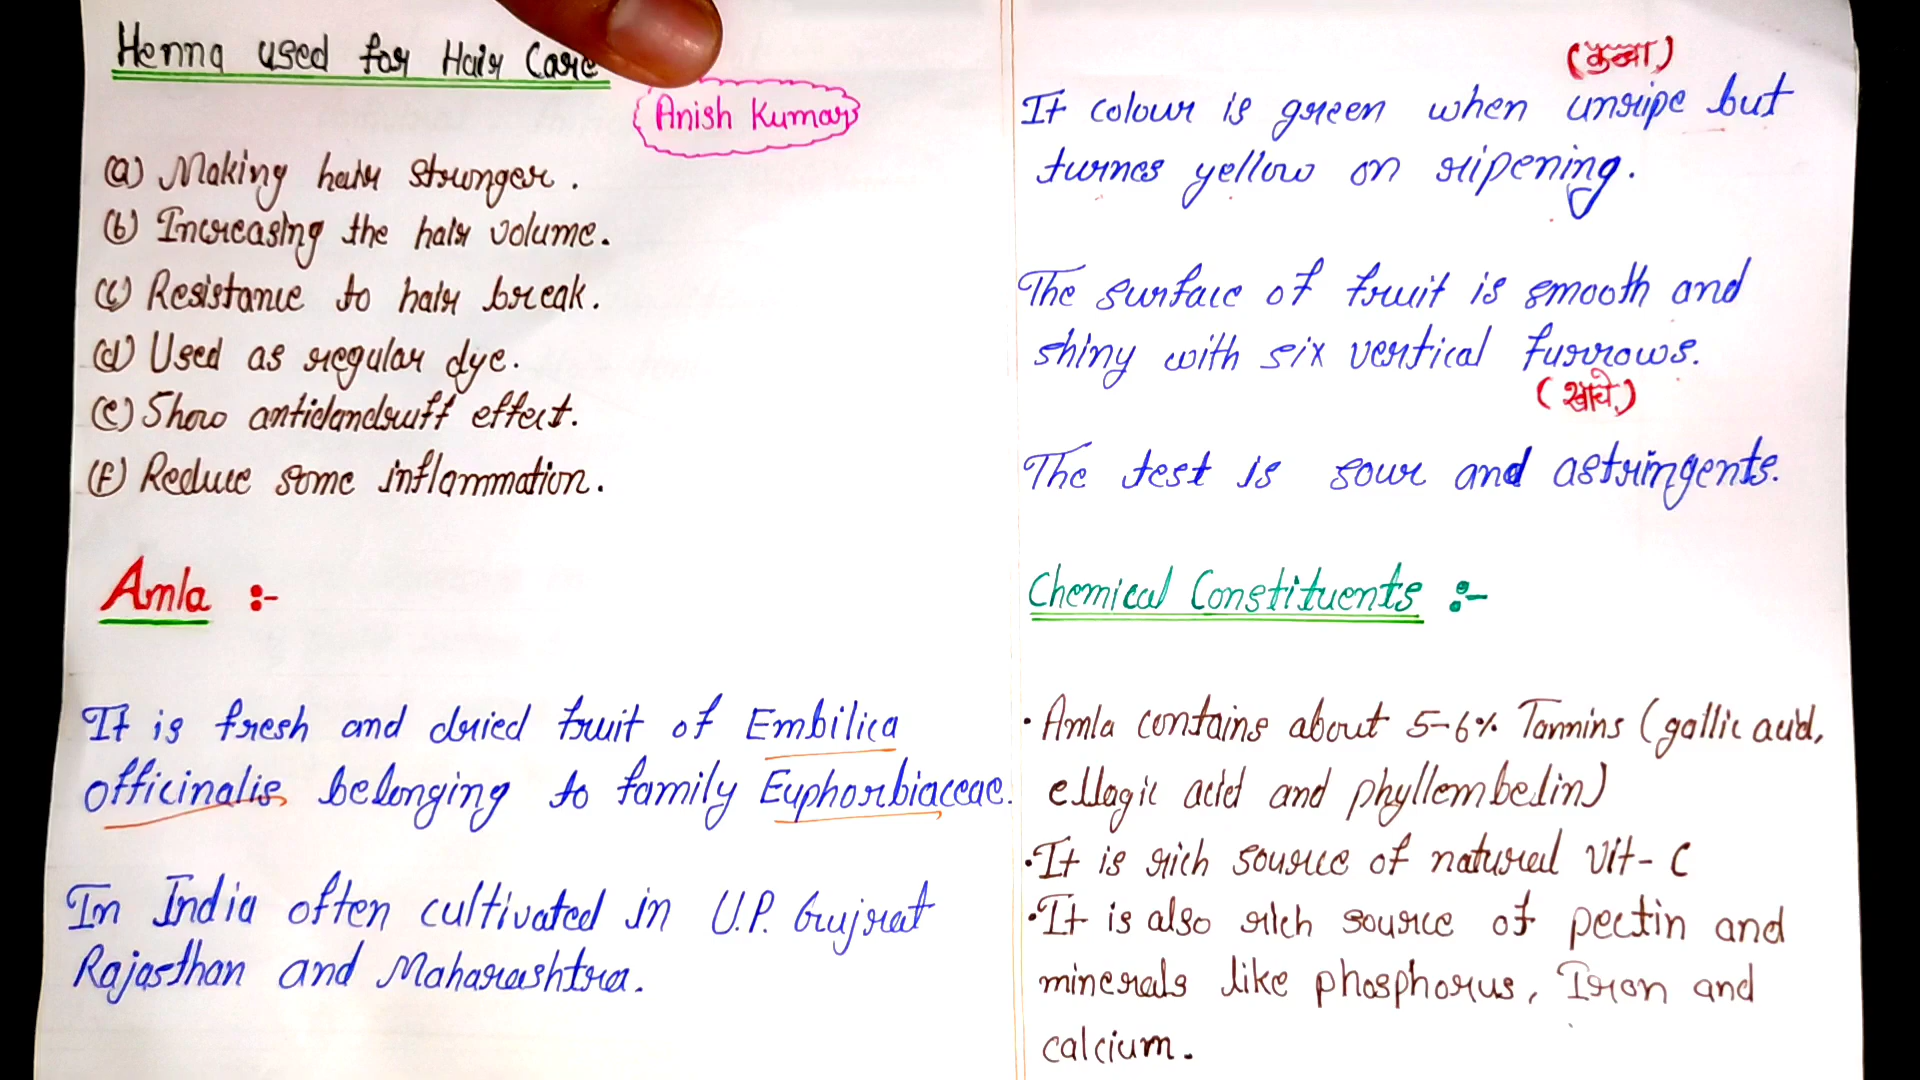 Henna used for Hair Care
Anish Kumar
(a) Making hair stronger.
(b) Increasing the hair volume.
(c) Resistance to hair break.
(d) Used as regular dye.
(e) Show antidandruff effect.
(f) Reduce some inflammation.
Amla :-
It is fresh and dried fruit of Embilica
officinalis belonging to family Euphorbiaceae.
In India often cultivated in U.P. Gujrat
Rajasthan and Maharashtra.
(कच्चा)
It colour is green when unripe but
turnes yellow on ripening.
The surface of fruit is smooth and
shiny with six vertical furrows.
(खांचे)
The test is sour and astringents.
Chemical Constituents :-
• Amla contains about 5-6% Tannins (gallic acid,
ellagic acid and phyllembelin)
• It is rich source of natural Vit-C
• It is also rich source of pectin and
minerals like phosphorus, Iron and
calcium.